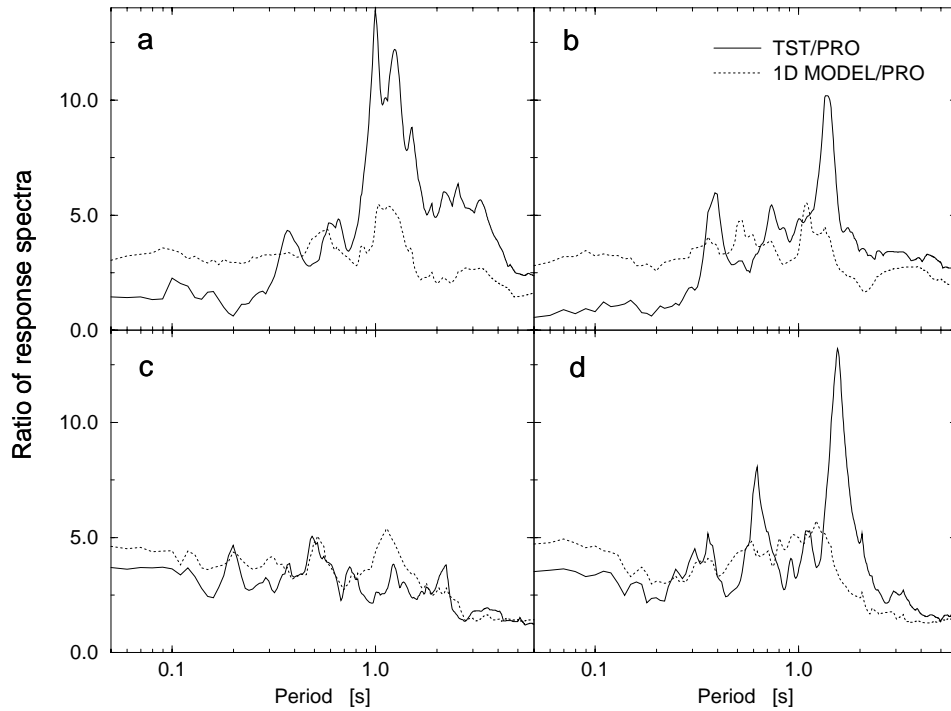 a
b
TST/PRO
1D MODEL/PRO
10.0
5.0
0.0
Ratio of response spectra
c
d
10.0
5.0
0.0
0.1
1.0
0.1
1.0
Period [s]
Period [s]